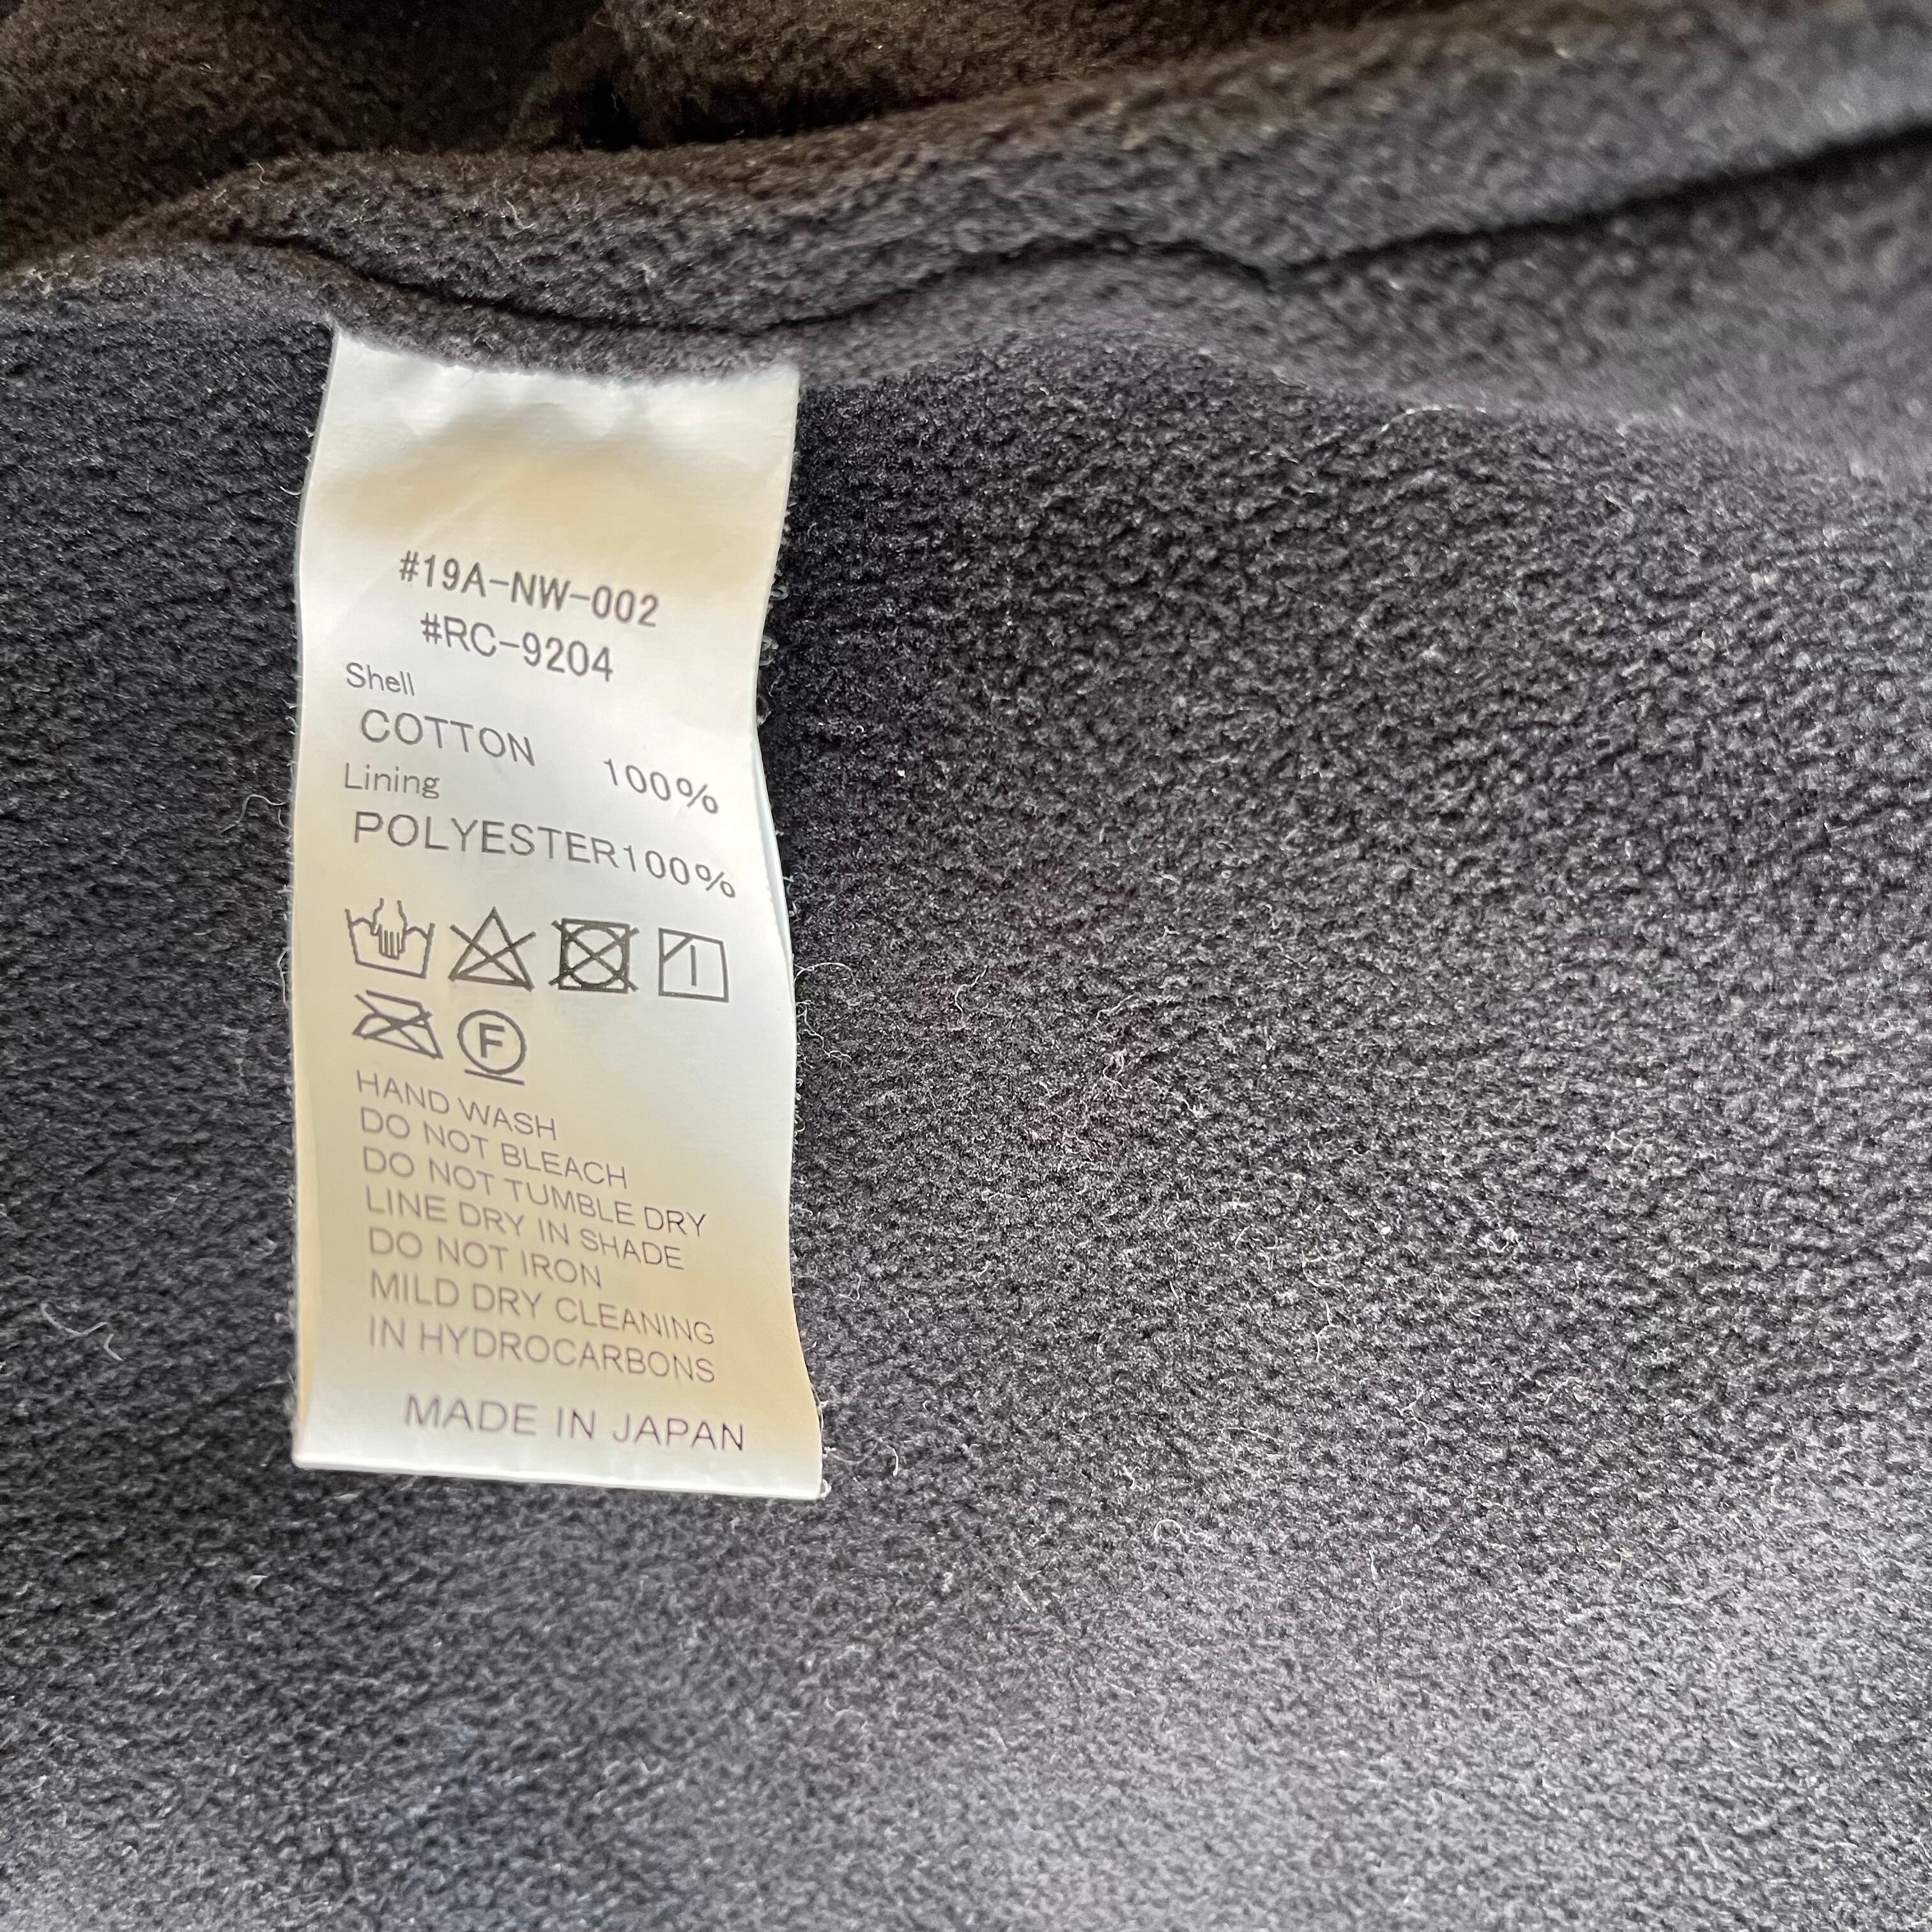 #19A-NW-002
#RC-9204
Shell
COTTON 100%
Lining
POLYESTER100%
F
HAND WASH
DO NOT BLEACH
DO NOT TUMBLE DRY
LINE DRY IN SHADE
DO NOT IRON
MILD DRY CLEANING
IN HYDROCARBONS
MADE IN JAPAN